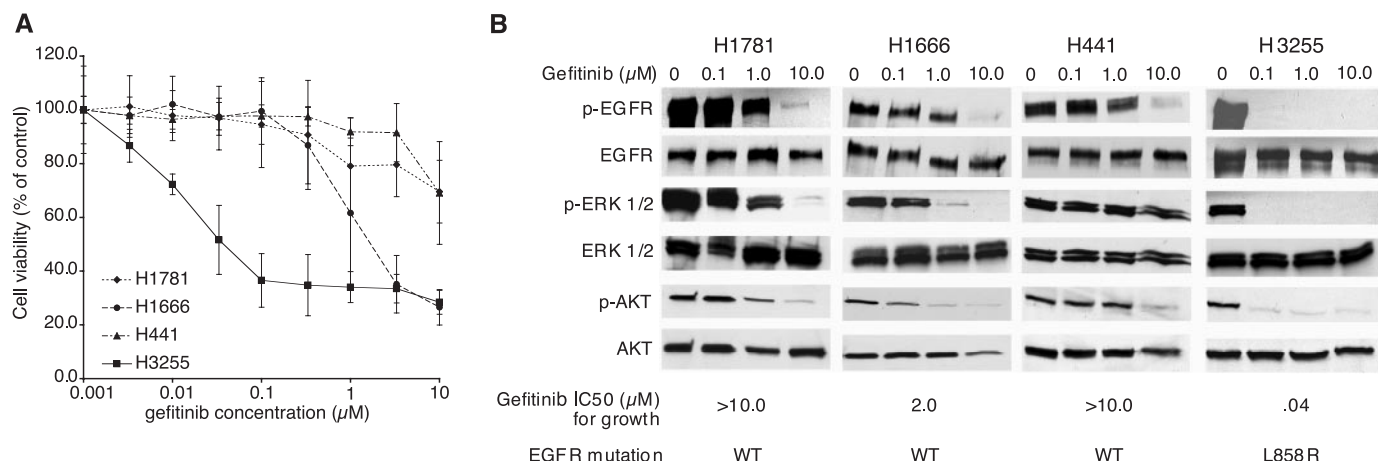 A
120.0
100.0
80.0
60.0
40.0
20.0
0.0
Cell viability (% of control)
H1781
H1666
H441
H3255
0.001 0.01 0.1 1 10
gefitinib concentration (µM)
B
H1781 H1666 H441 H3255
Gefitinib (µM) 0 0.1 1.0 10.0 0 0.1 1.0 10.0 0 0.1 1.0 10.0 0 0.1 1.0 10.0
p-EGFR
EGFR
p-ERK 1/2
ERK 1/2
p-AKT
AKT
Gefitinib IC50 (µM)
for growth >10.0 2.0 >10.0 .04
EGFR mutation WT WT WT L858R